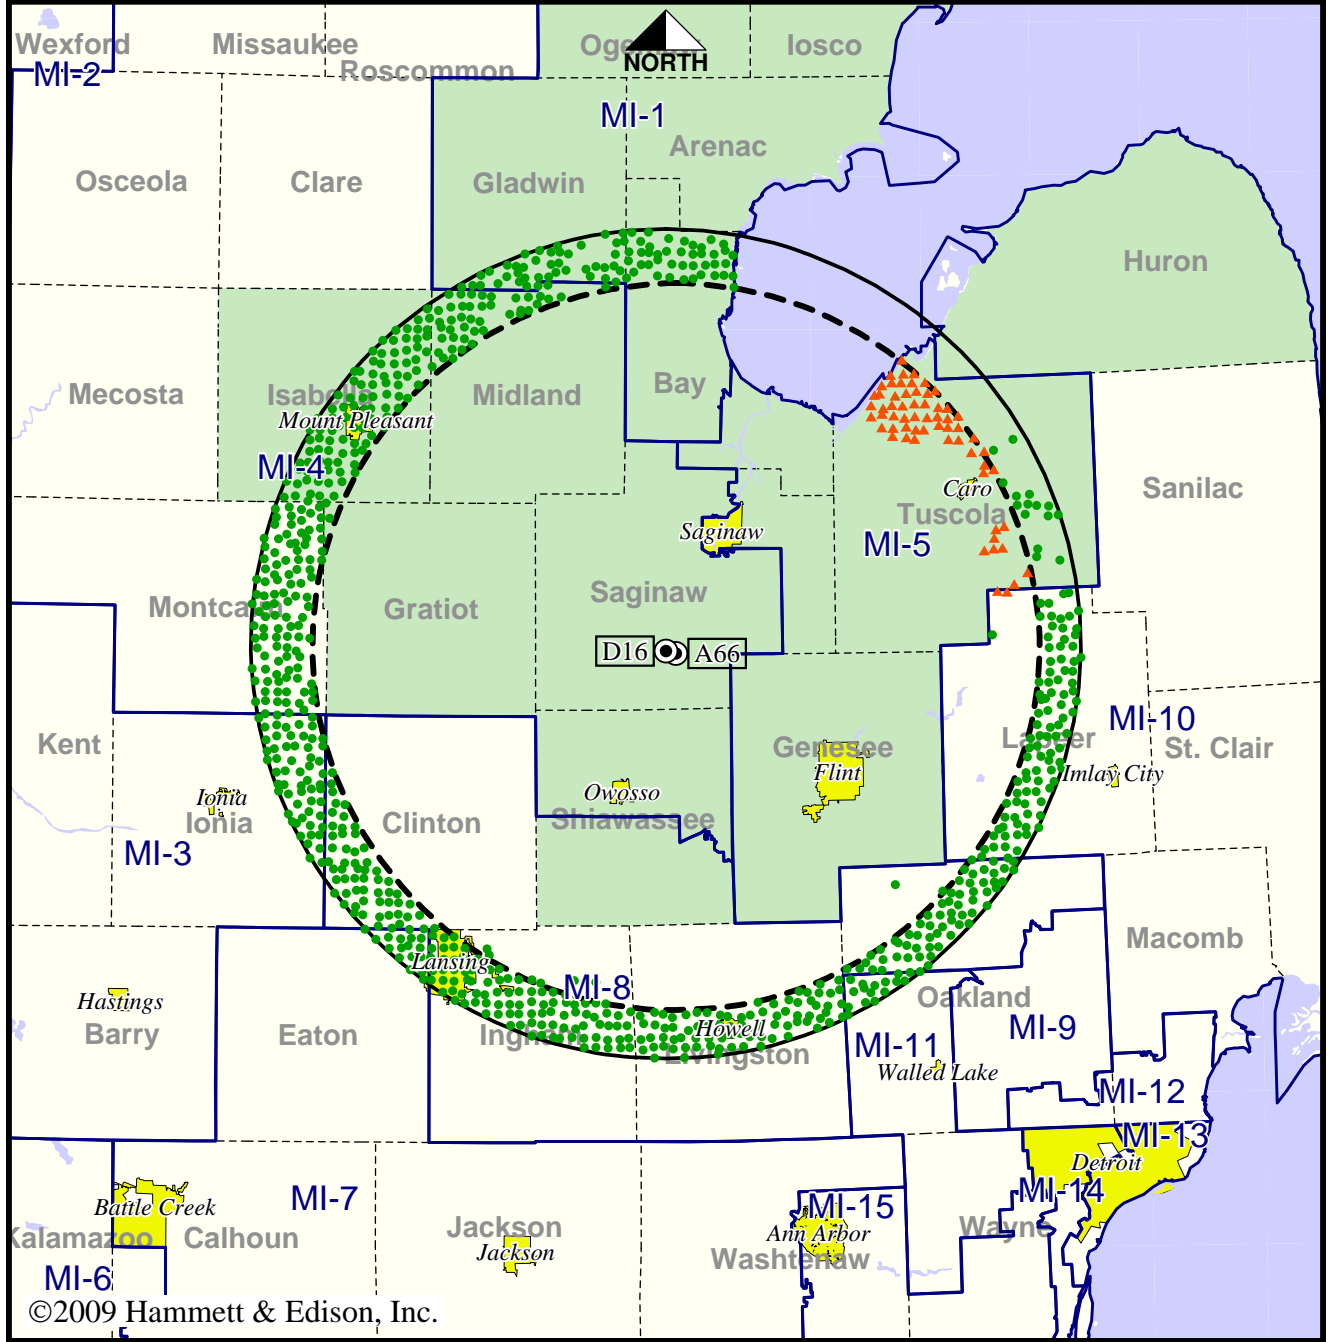 Wexford
Missaukee
Ogemaw
Iosco
NORTH
Roscommon
MI-2
MI-1
Arenac
Osceola
Clare
Gladwin
Huron
Mecosta
Isabella
Midland
Bay
Mount Pleasant
MI-4
Caro
Sanilac
Tuscola
Saginaw
MI-5
Saginaw
Montcalm
Gratiot
D16
A66
Kent
MI-10
Genesee
Lapeer
St. Clair
Flint
Imlay City
Ionia
Owosso
Ionia
Clinton
Shiawassee
MI-3
Macomb
Lansing
MI-8
Hastings
Oakland
Barry
Eaton
Ingham
Howell
MI-9
Livingston
MI-11
Walled Lake
MI-12
MI-13
Detroit
MI-7
MI-14
Battle Creek
MI-15
Jackson
Wayne
Kalamazoo
Calhoun
Ann Arbor
Jackson
Washtenaw
MI-6
©2009 Hammett & Edison, Inc.